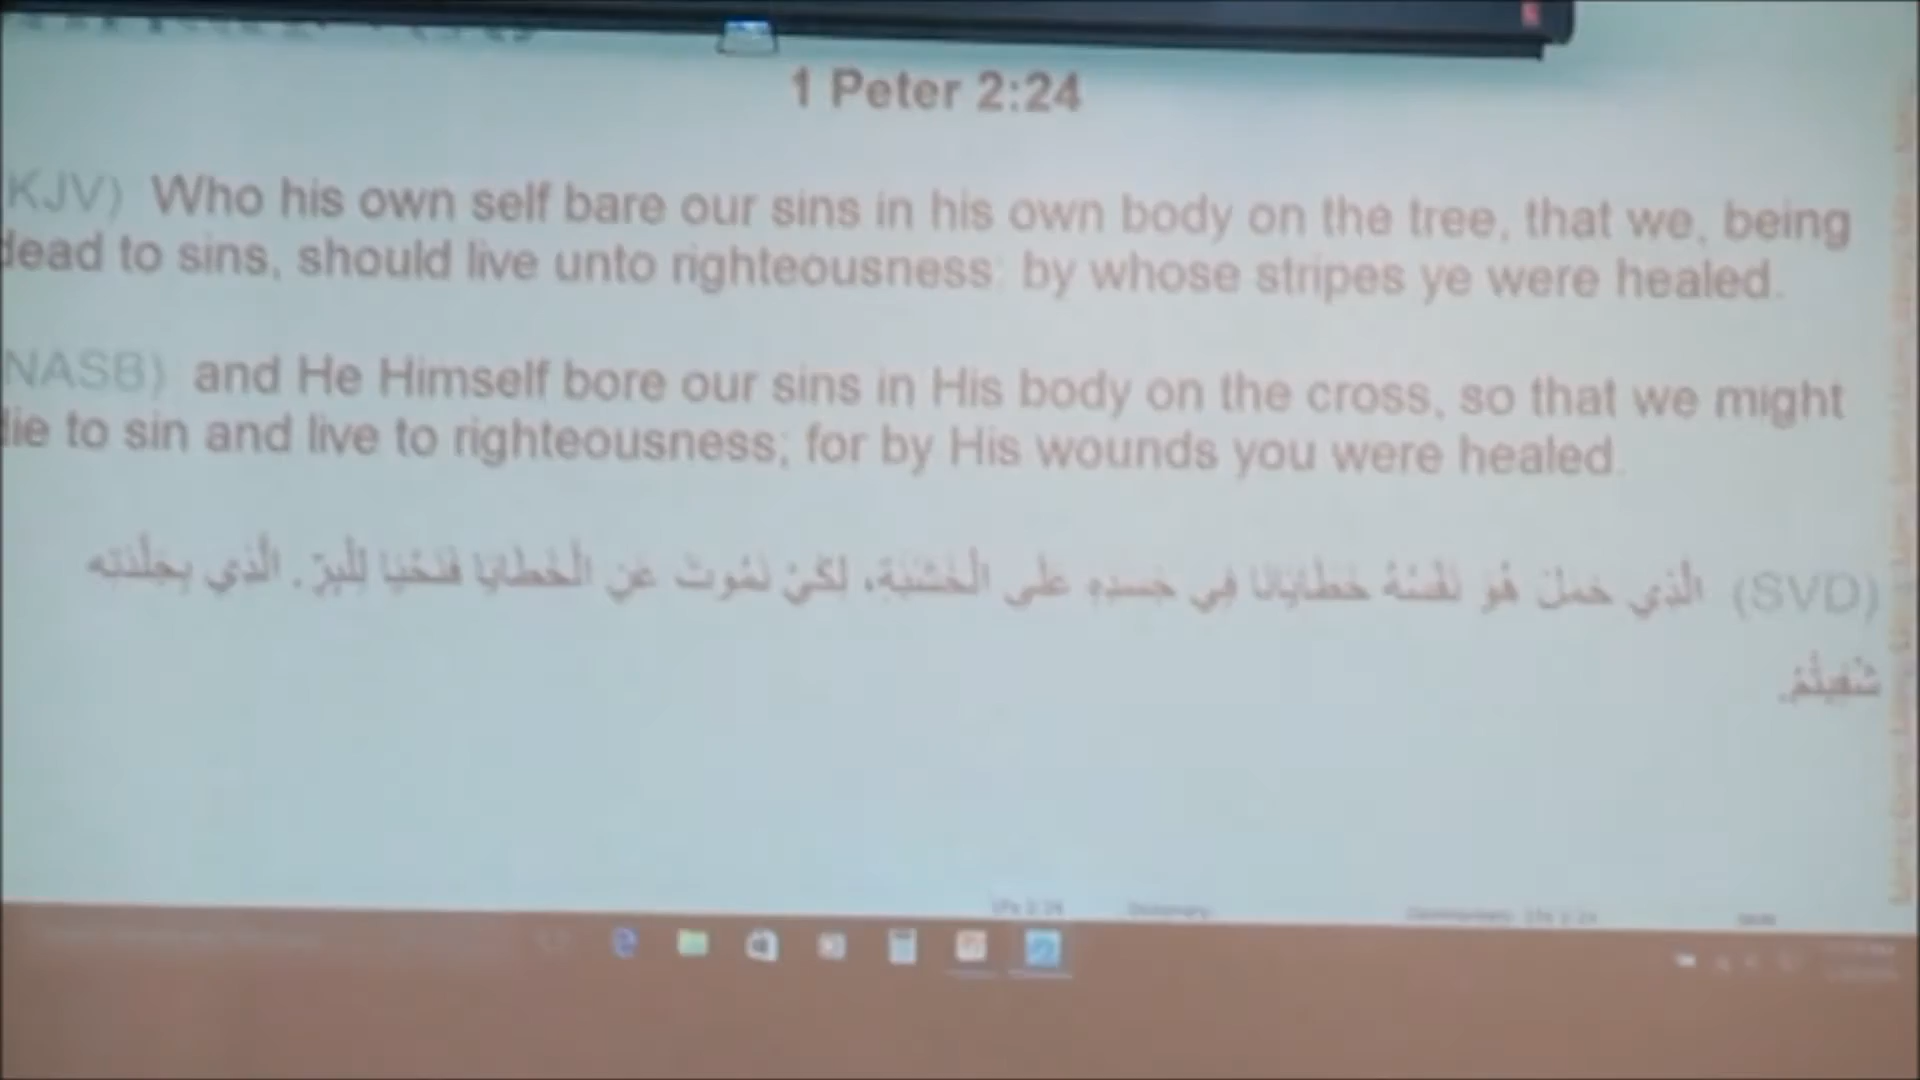 1 Peter 2:24
KJV) Who his own self bare our sins in his own body on the tree, that we, being
dead to sins, should live unto righteousness: by whose stripes ye were healed.
NASB) and He Himself bore our sins in His body on the cross, so that we might
die to sin and live to righteousness; for by His wounds you were healed.
(SVD) الَّذِي حَمَلَ هُوَ نَفْسُهُ خَطَايَانَا فِي جَسَدِهِ عَلَى الْخَشَبَةِ، لِكَيْ نَمُوتَ عَنِ الْخَطَايَا فَنَحْيَا لِلْبِرِّ. الَّذِي بِجَلْدَتِهِ
شُفِيتُمْ.